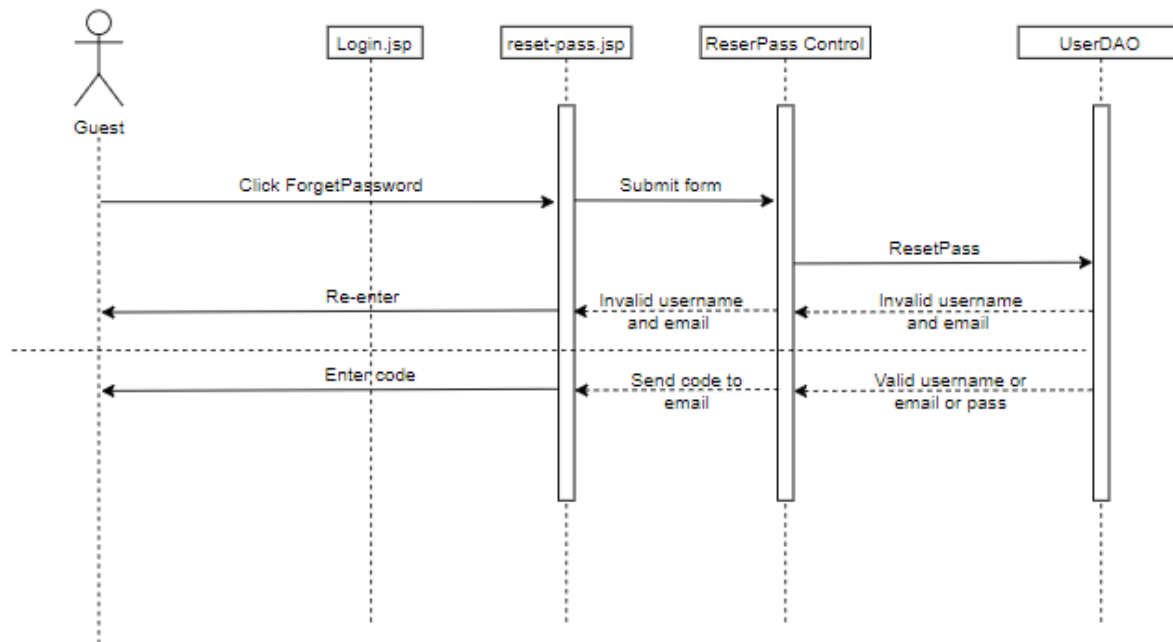 Login.jsp
reset-pass.jsp
ReserPass Control
UserDAO
Guest
Click ForgetPassword
Submit form
ResetPass
Re-enter
Invalid username
and email
Invalid username
and email
Enter code
Send code to
email
Valid username or
email or pass